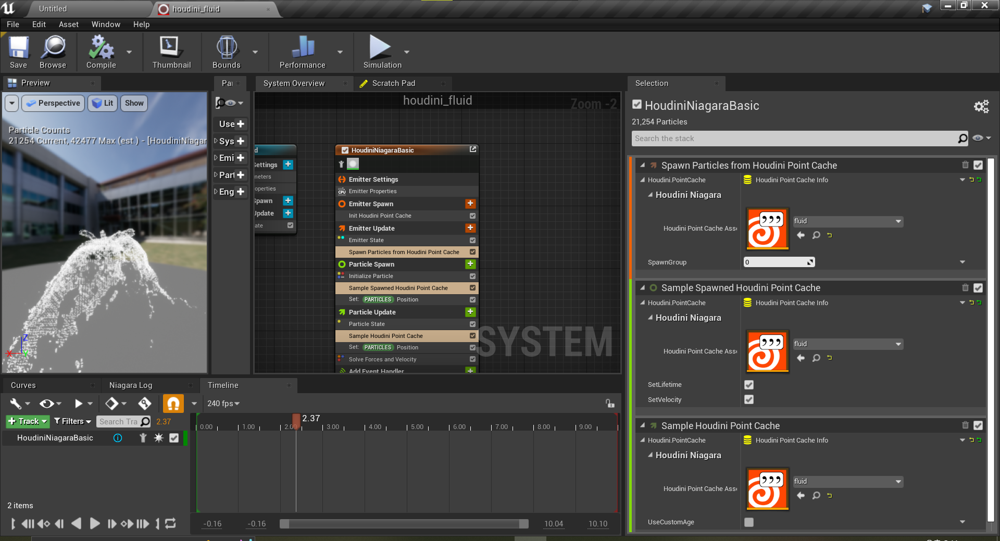 Untitled
houdini_fluid
File Edit Asset Window Help
Save
Browse
Compile
Thumbnail
Bounds
Performance
Simulation
Preview
Perspective
Lit
Show
Particle Counts
21254 Current, 42477 Max (est.) - [HoudiniNiagar
Par
Use
Sys
Emi
Part
Eng
System Overview
Scratch Pad
houdini_fluid
Zoom -2
d
Settings
meters
operties
Spawn
Update
ate
HoudiniNiagaraBasic
Emitter Settings
CPU Emitter Properties
Emitter Spawn
Init Houdini Point Cache
Emitter Update
Emitter State
Spawn Particles from Houdini Point Cache
Particle Spawn
Initialize Particle
Sample Spawned Houdini Point Cache
Set: PARTICLES Position
Particle Update
Particle State
Sample Houdini Point Cache
Set: PARTICLES Position
Solve Forces and Velocity
Add Event Handler
SYSTEM
Selection
HoudiniNiagaraBasic
21,254 Particles
Search the stack
Spawn Particles from Houdini Point Cache
Houdini.PointCache Houdini Point Cache Info
Houdini Niagara
Houdini Point Cache Asse
fluid
SpawnGroup 0
Sample Spawned Houdini Point Cache
Houdini.PointCache Houdini Point Cache Info
Houdini Niagara
Houdini Point Cache Asse
fluid
SetLifetime
SetVelocity
Sample Houdini Point Cache
Houdini.PointCache Houdini Point Cache Info
Houdini Niagara
Houdini Point Cache Asse
fluid
UseCustomAge
Curves
Niagara Log
Timeline
240 fps
Track
Filters
Search Tra
2.37
2.37
0.00 1.00 2.00 3.00 4.00 5.00 6.00 7.00 8.00 9.00
HoudiniNiagaraBasic
2 items
-0.16 -0.16 10.04 10.10
X
Y
Z